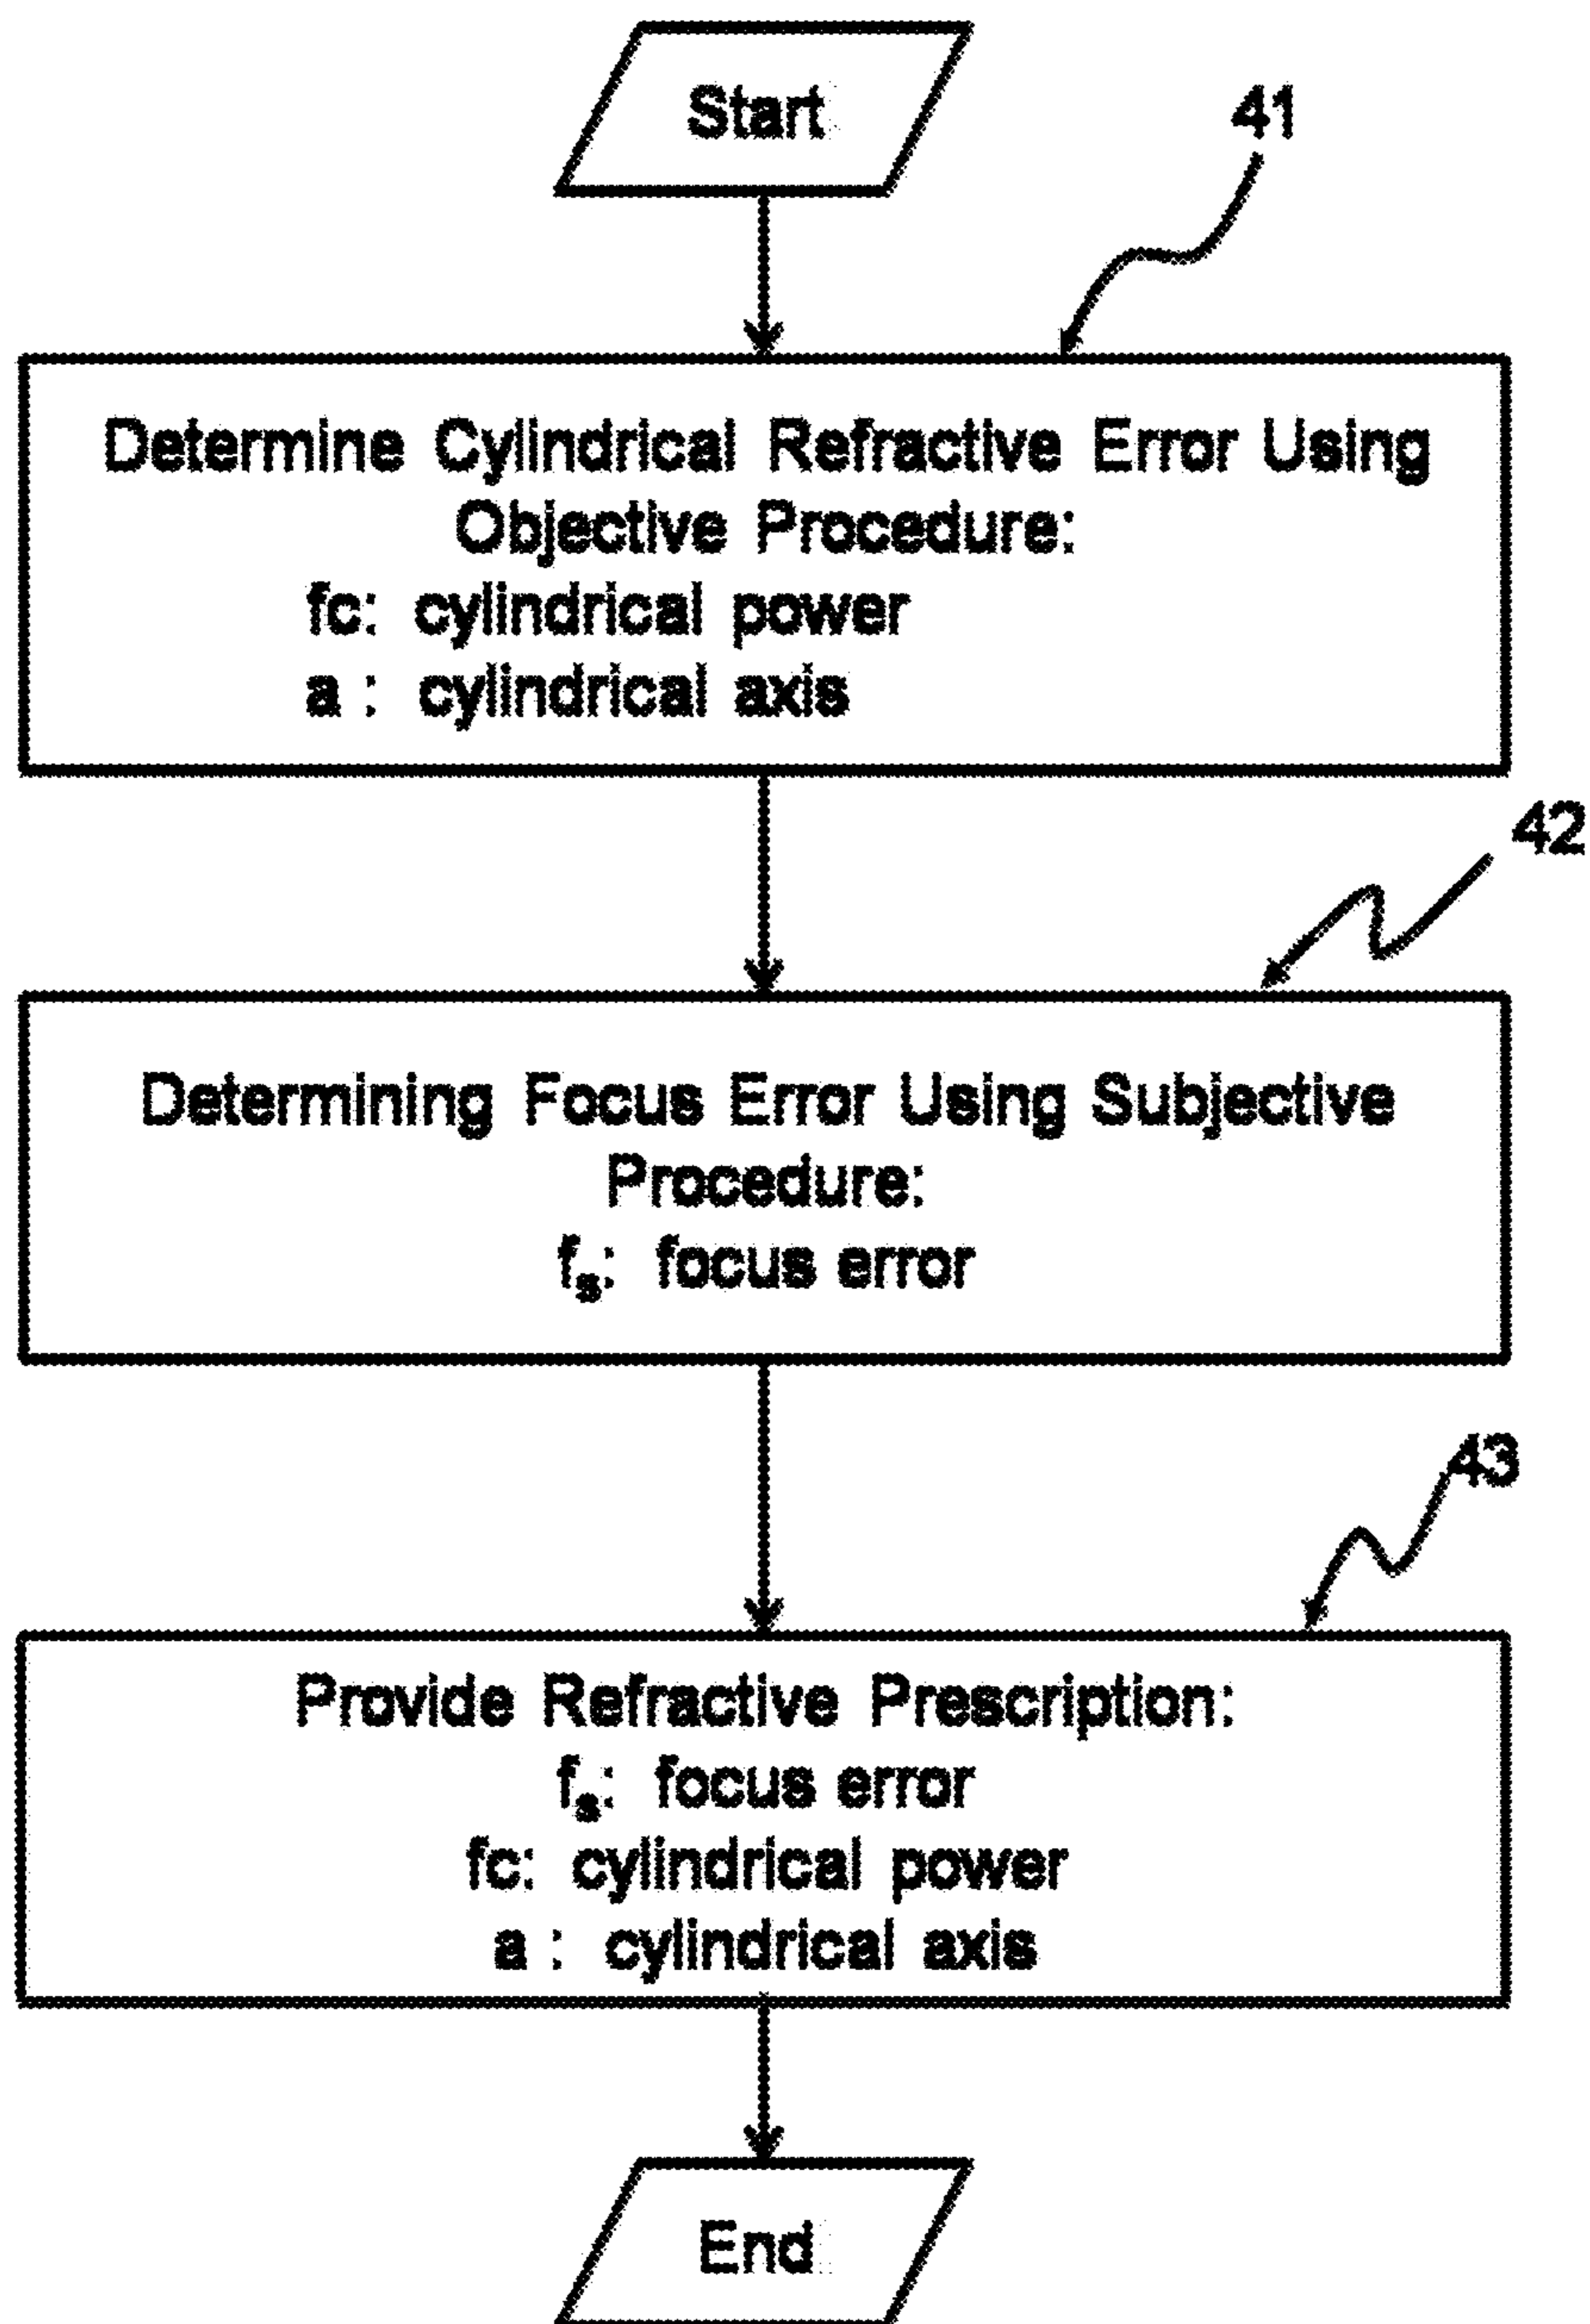 Start
41
Determine Cylindrical Refractive Error Using
Objective Procedure:
fc: cylindrical power
a : cylindrical axis
42
Determining Focus Error Using Subjective
Procedure:
fₛ: focus error
43
Provide Refractive Prescription:
fₛ: focus error
fc: cylindrical power
a : cylindrical axis
End